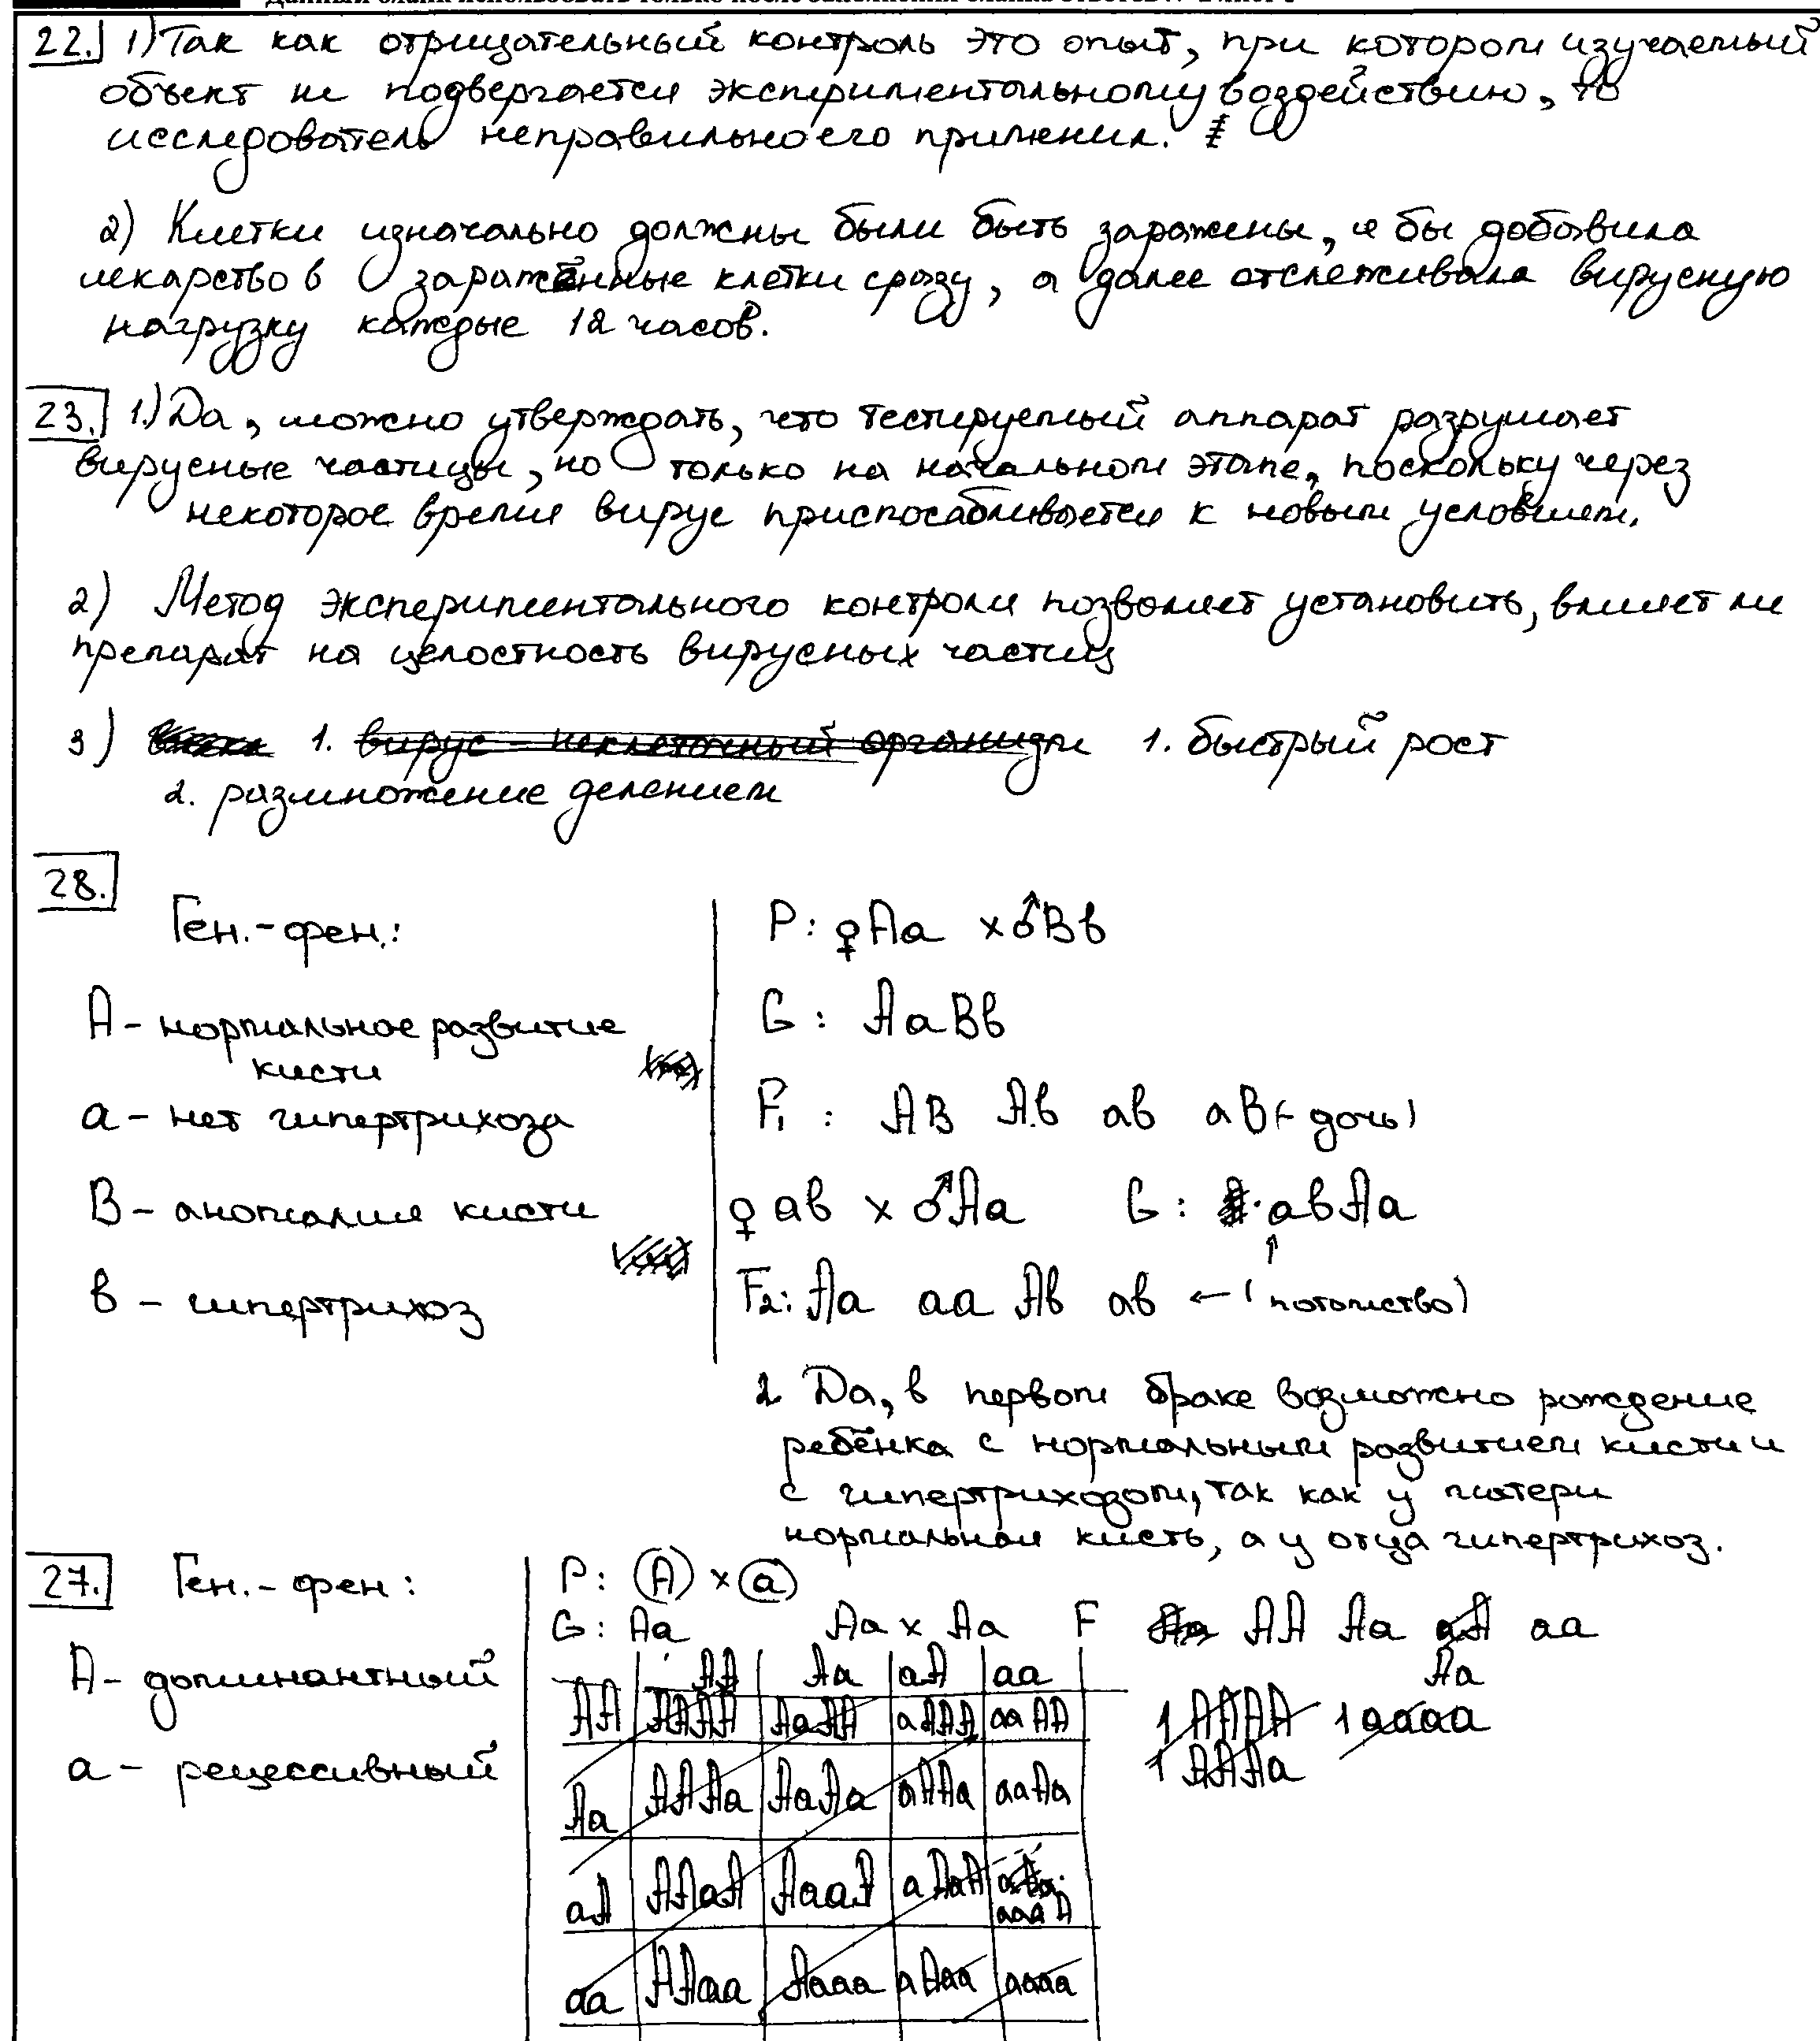 22. 1) Так как отрицательный контроль это опыт, при котором изучаемый
объект не подвергается экспериментальному воздействию, то
исследователь неправильно его применил.
2) Клетки изначально должны были быть заражены, я бы добавила
лекарство в заражённые клетки сразу, а далее отслеживала вирусную
нагрузку каждые 12 часов.
23. 1.) Да, можно утверждать, что тестируемый аппарат разрушает
вирусные частицы, но только на начальном этапе, поскольку через
некоторое время вирус приспосабливается к новым условиям.
2) Метод экспериментального контроля позволяет установить, влияет ли
препарат на целостность вирусных частиц
3) 1. вирус - неклеточный организм 1. быстрый рост
2. размножение делением
28.
Ген.-фен.:
А - нормальное развитие
кисти
а - нет гипертрихоза
В - аномалия кисти
в - гипертрихоз
Р: ♀Аа х ♂Вв
G: АаВв
F1: АВ Ав ав аВ (- дочь)
♀ ав х ♂Аа G: авАа
↑
F2: Аа аа Ав ав ← ( потомство)
2. Да, в первом браке возможно рождение
ребёнка с нормальным развитием кисти и
с гипертрихозом, так как у матери
нормальная кисть, а у отца гипертрихоз.
27. Ген.-фен:
А - доминантный
а - рецессивный
Р: (А) х (а)
G: Аа Аа х Аа F Аа АА Аа аА аа
Аа
АА Аа аА аа
АА АААА АаАА аААА ааАА
Аа АААа АаАа аААа ааАа
аА ААаА АааА аАаА аааА
аа ААаа Аааа аАаа аааа
1 АААА 1 аааа
1 АААа